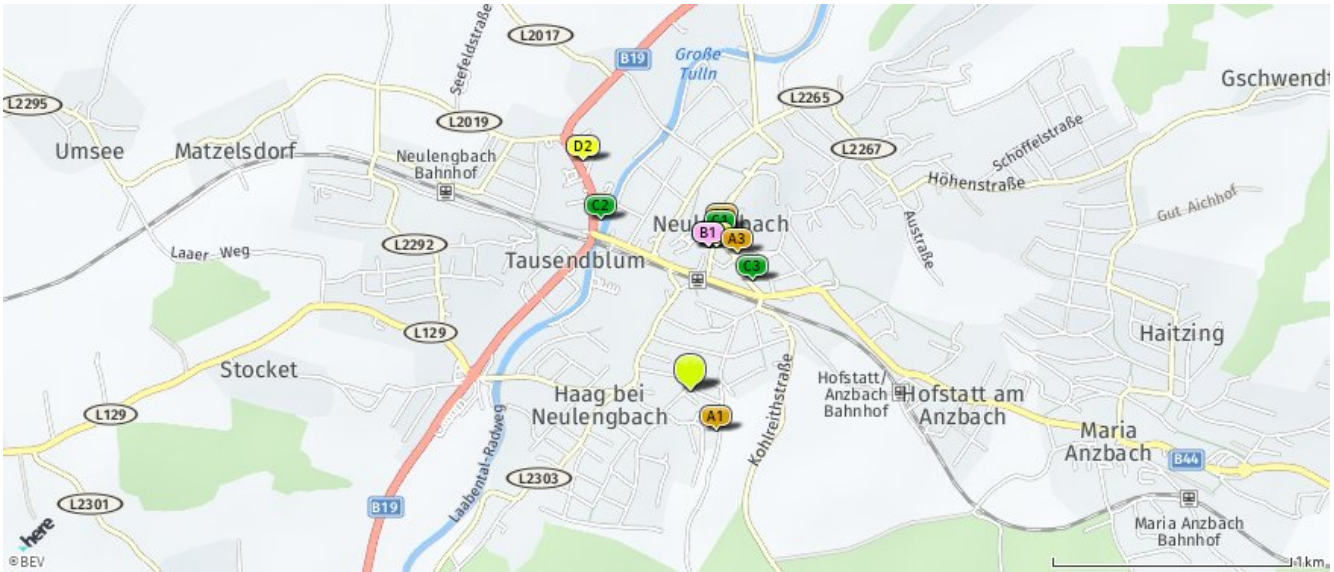 L2017
Seefeldstraße
B19
Große
Tulln
L2265
Gschwendt
L2295
L2019
Umsee
Matzelsdorf
D2
Schöffelstraße
L2267
Neulengbach
Bahnhof
Höhenstraße
Gut Aichhof
C2
C1
Neulengbach
B1
A3
Austraße
Laaer Weg
L2292
Tausendblum
C3
L129
Haitzing
Stocket
Haag bei
Neulengbach
Kohlreithstraße
Hofstatt/
Anzbach
Bahnhof
Hofstatt am
Anzbach
L129
A1
Maria
Anzbach
B44
L2303
Laabental-Radweg
L2301
B19
Maria Anzbach
Bahnhof
here
©BEV
1 km